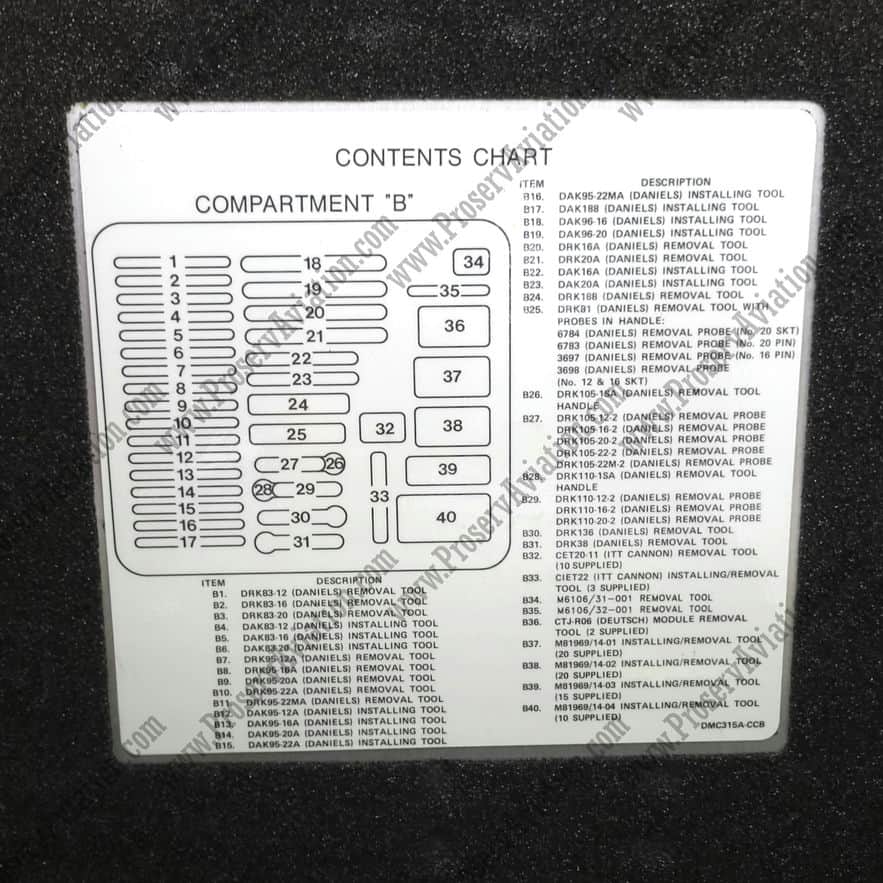 CONTENTS CHART
COMPARTMENT "B"
1
2
3
4
5
6
7
8
9
10
11
12
13
14
15
16
17
18
19
20
21
22
23
24
25
27 26
28 29
30
31
32
33
34
35
36
37
38
39
40
ITEM DESCRIPTION
B1. DRK83-12 (DANIELS) REMOVAL TOOL
B2. DRK83-16 (DANIELS) REMOVAL TOOL
B3. DRK83-20 (DANIELS) REMOVAL TOOL
B4. DAK83-12 (DANIELS) INSTALLING TOOL
B5. DAK83-16 (DANIELS) INSTALLING TOOL
B6. DAK83-20 (DANIELS) INSTALLING TOOL
B7. (DANIELS) REMOVAL TOOL
B8. DRK95-16A (DANIELS) REMOVAL TOOL
B9. DRK95-20A (DANIELS) REMOVAL TOOL
B10. DRK95-22A (DANIELS) REMOVAL TOOL
B11. DRK95-22MA (DANIELS) REMOVAL TOOL
B12. DAK95-12A (DANIELS) INSTALLING TOOL
B13. DAK95-16A (DANIELS) INSTALLING TOOL
B14. DAK95-20A (DANIELS) INSTALLING TOOL
B15. DAK95-22A (DANIELS) INSTALLING TOOL
ITEM DESCRIPTION
B16. DAK95-22MA (DANIELS) INSTALLING TOOL
B17. DAK188 (DANIELS) INSTALLING TOOL
B18. DAK96-16 (DANIELS) INSTALLING TOOL
B19. DAK96-20 (DANIELS) INSTALLING TOOL
B20. DRK16A (DANIELS) REMOVAL TOOL
B21. DRK20A (DANIELS) REMOVAL TOOL
B22. DAK16A (DANIELS) INSTALLING TOOL
B23. DAK20A (DANIELS) INSTALLING TOOL
B24. DRK188 (DANIELS) REMOVAL TOOL
B25. DRK81 (DANIELS) REMOVAL TOOL WITH
PROBES IN HANDLE:
6784 (DANIELS) REMOVAL PROBE (No. 20 SKT)
6783 (DANIELS) REMOVAL PROBE (No. 20 PIN)
3697 (DANIELS) REMOVAL PROBE (No. 16 PIN)
3698 (DANIELS) REMOVAL PROBE
(No. 12 & 16 SKT)
B26. DRK105-1SA (DANIELS) REMOVAL TOOL
HANDLE
B27. DRK105-12-2 (DANIELS) REMOVAL PROBE
DRK105-16-2 (DANIELS) REMOVAL PROBE
DRK105-20-2 (DANIELS) REMOVAL PROBE
DRK105-22-2 (DANIELS) REMOVAL PROBE
DRK105-22M-2 (DANIELS) REMOVAL PROBE
B28. DRK110-1SA (DANIELS) REMOVAL TOOL
HANDLE
B29. DRK110-12-2 (DANIELS) REMOVAL PROBE
DRK110-16-2 (DANIELS) REMOVAL PROBE
DRK110-20-2 (DANIELS) REMOVAL PROBE
B30. DRK136 (DANIELS) REMOVAL TOOL
B31. DRK38 (DANIELS) REMOVAL TOOL
B32. CET20-11 (ITT CANNON) REMOVAL TOOL
(10 SUPPLIED)
B33. CIET22 (ITT CANNON) INSTALLING/REMOVAL
TOOL (3 SUPPLIED)
B34. M6106/31-001 REMOVAL TOOL
B35. M6106/32-001 REMOVAL TOOL
B36. CTJ-R06 (DEUTSCH) MODULE REMOVAL
TOOL (2 SUPPLIED)
B37. M81969/14-01 INSTALLING/REMOVAL TOOL
(20 SUPPLIED)
B38. M81969/14-02 INSTALLING/REMOVAL TOOL
(20 SUPPLIED)
B39. M81969/14-03 INSTALLING/REMOVAL TOOL
(15 SUPPLIED)
B40. M81969/14-04 INSTALLING/REMOVAL TOOL
(10 SUPPLIED)
DMC315A-CCB
www.ProservAviation.com